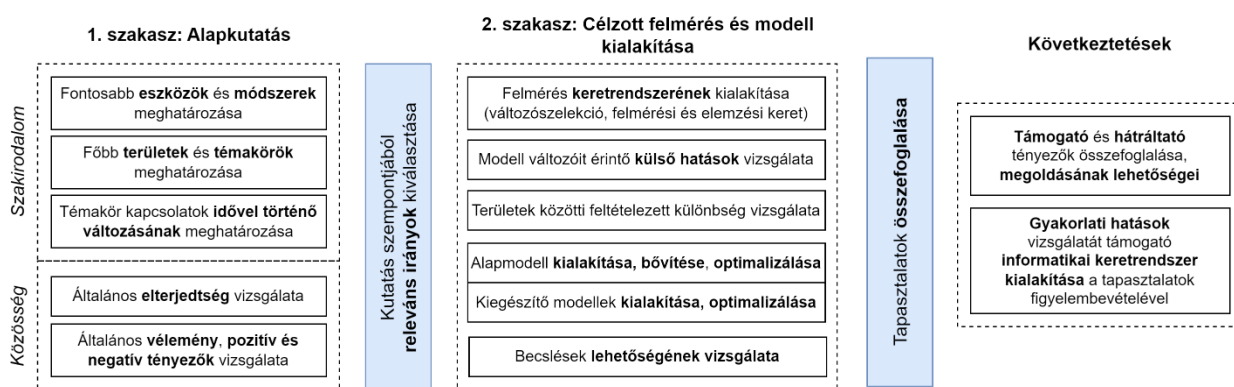 1. szakasz: Alapkutatás
Szakirodalom
Fontosabb eszközök és módszerek
meghatározása
Főbb területek és témakörök
meghatározása
Témakör kapcsolatok idővel történő
változásának meghatározása
Közösség
Általános elterjedtség vizsgálata
Általános vélemény, pozitív és
negatív tényezők vizsgálata
Kutatás szempontjából
releváns irányok kiválasztása
2. szakasz: Célzott felmérés és modell
kialakítása
Felmérés keretrendszerének kialakítása
(változószelekció, felmérési és elemzési keret)
Modell változóit érintő külső hatások vizsgálata
Területek közötti feltételezett különbség vizsgálata
Alapmodell kialakítása, bővítése, optimalizálása
Kiegészítő modellek kialakítása, optimalizálása
Becslések lehetőségének vizsgálata
Tapasztalatok összefoglalása
Következtetések
Támogató és hátráltató
tényezők összefoglalása,
megoldásának lehetőségei
Gyakorlati hatások
vizsgálatát támogató
informatikai keretrendszer
kialakítása a tapasztalatok
figyelembevételével